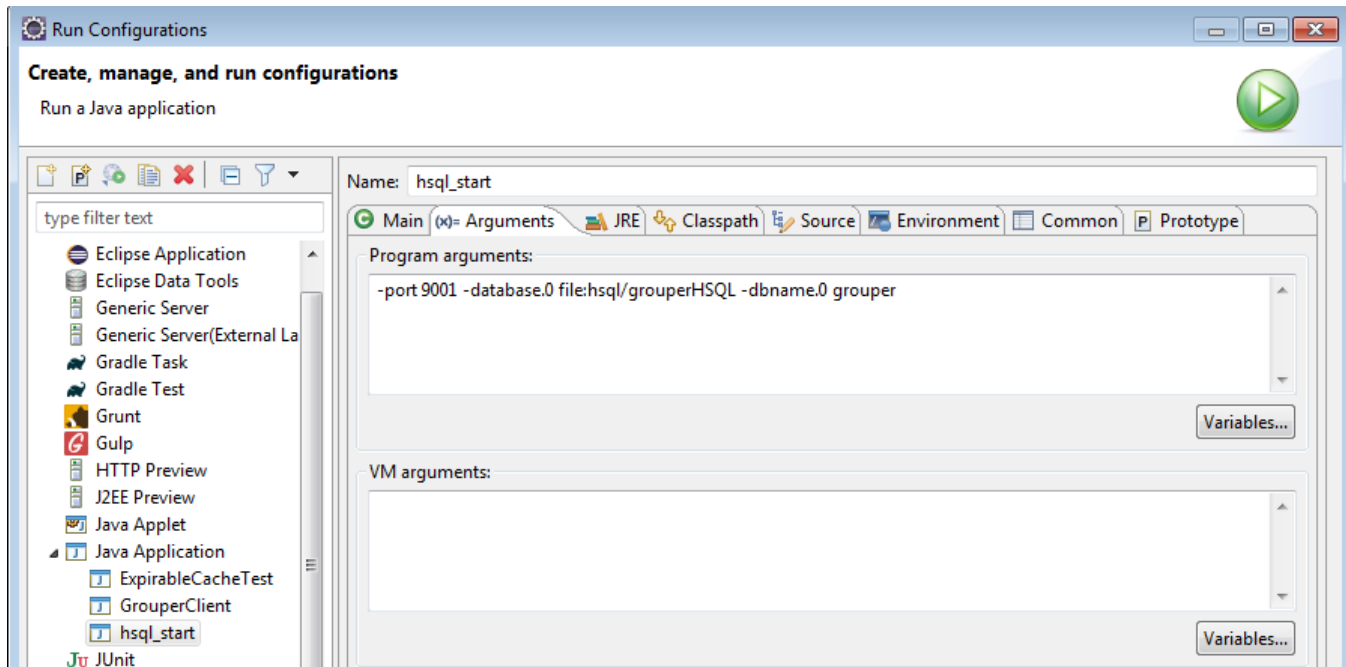 Run Configurations
Create, manage, and run configurations
Run a Java application
type filter text
Eclipse Application
Eclipse Data Tools
Generic Server
Generic Server(External La
Gradle Task
Gradle Test
Grunt
Gulp
HTTP Preview
J2EE Preview
Java Applet
Java Application
ExpirableCacheTest
GrouperClient
hsql_start
JUnit
Name: hsql_start
Main (x)= Arguments JRE Classpath Source Environment Common Prototype
Program arguments:
-port 9001 -database.0 file:hsql/grouperHSQL -dbname.0 grouper
Variables...
VM arguments:
Variables...